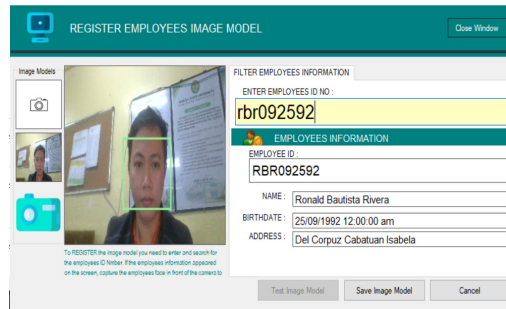 REGISTER EMPLOYEES IMAGE MODEL
Close Window
Image Models
FILTER EMPLOYEES INFORMATION
ENTER EMPLOYEES ID NO :
rbr092592
EMPLOYEES INFORMATION
EMPLOYEE ID :
RBR092592
NAME : Ronald Bautista Rivera
BIRTHDATE : 25/09/1992 12:00:00 am
ADDRESS : Del Corpuz Cabatuan Isabela
To REGISTER the image model you need to enter and search for
the employees ID Nmber. If the employees information appeared
on the screen, capture the employees face in front of the camera to
Test Image Model
Save Image Model
Cancel